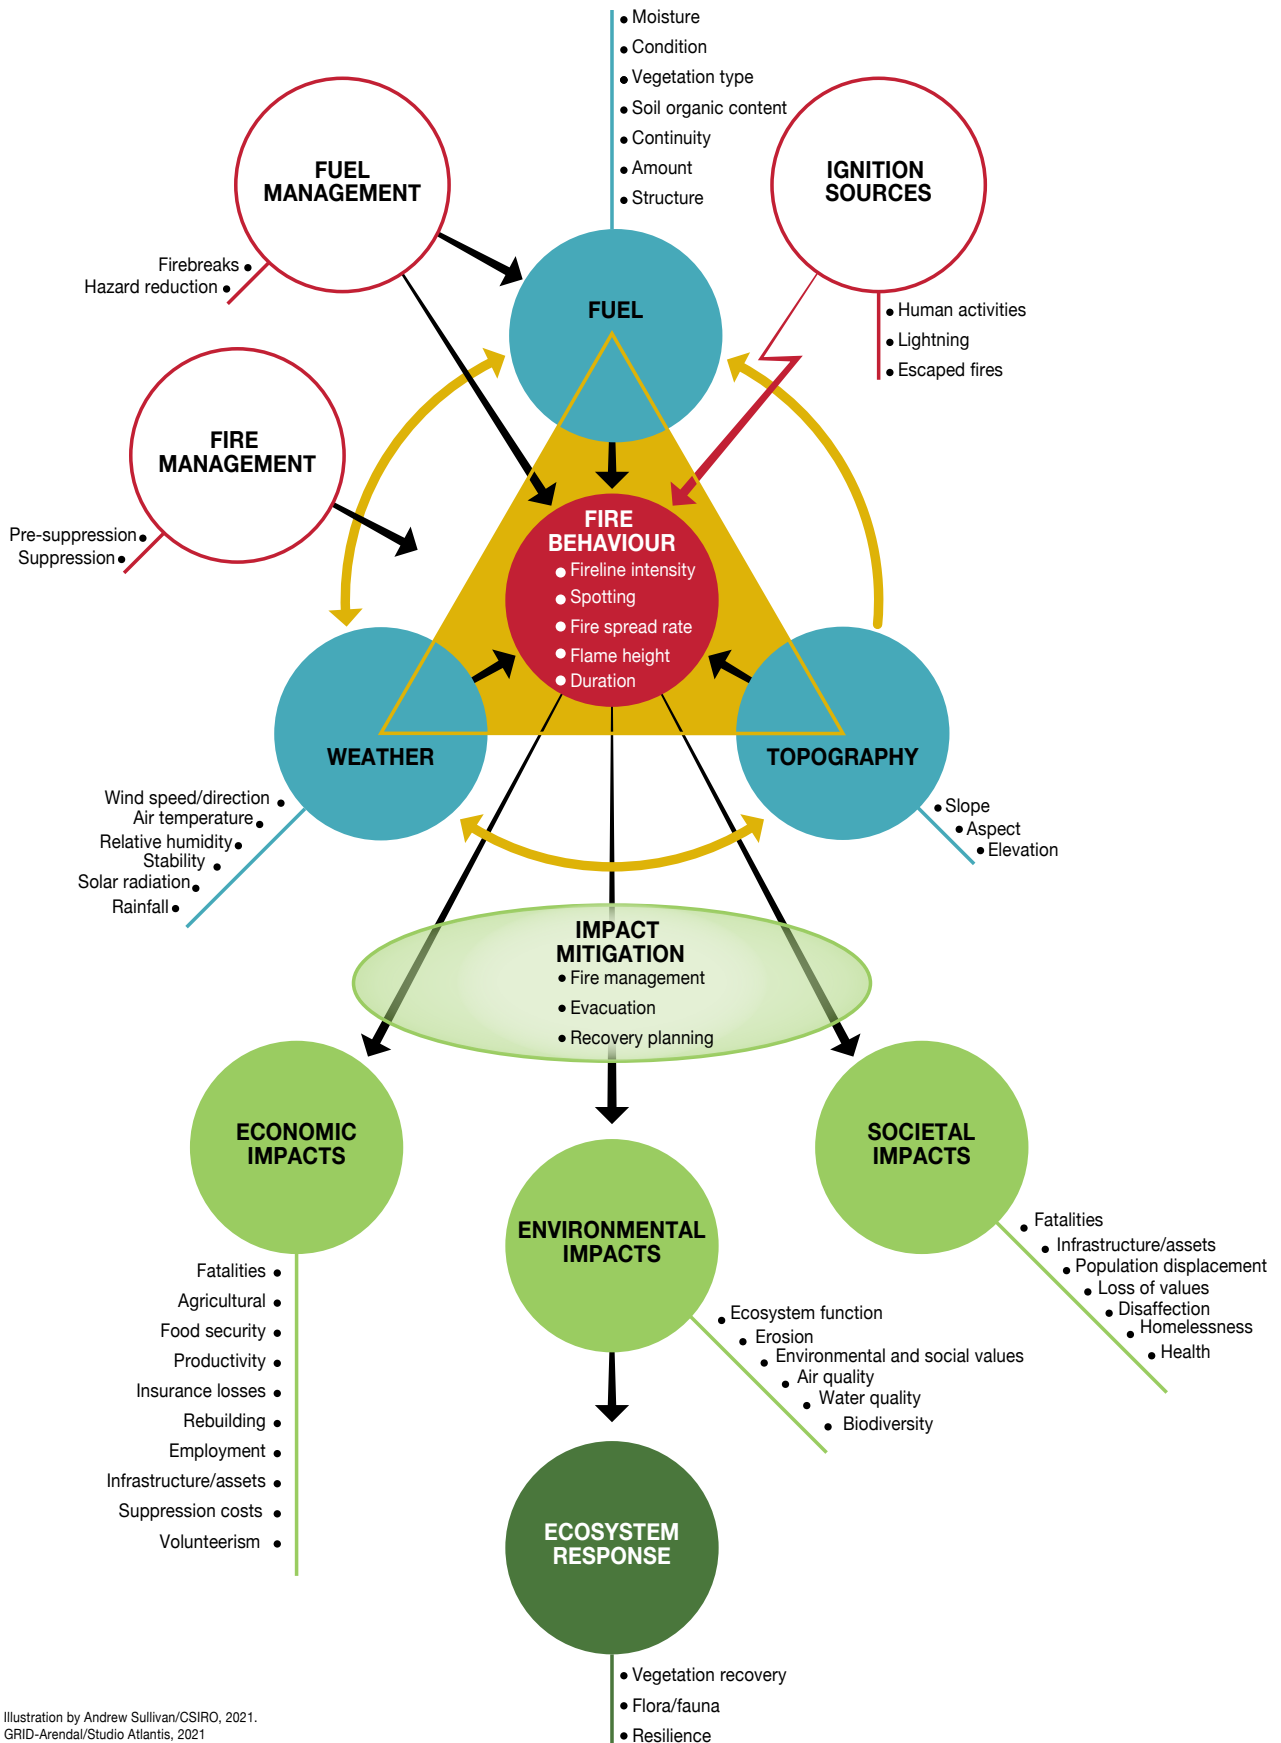 Moisture
Condition
Vegetation type
Soil organic content
Continuity
Amount
Structure
FUEL
MANAGEMENT
Firebreaks
Hazard reduction
IGNITION
SOURCES
Human activities
Lightning
Escaped fires
FUEL
FIRE
MANAGEMENT
Pre-suppression
Suppression
FIRE
BEHAVIOUR
Fireline intensity
Spotting
Fire spread rate
Flame height
Duration
WEATHER
Wind speed/direction
Air temperature
Relative humidity
Stability
Solar radiation
Rainfall
TOPOGRAPHY
Slope
Aspect
Elevation
IMPACT
MITIGATION
Fire management
Evacuation
Recovery planning
ECONOMIC
IMPACTS
Fatalities
Agricultural
Food security
Productivity
Insurance losses
Rebuilding
Employment
Infrastructure/assets
Suppression costs
Volunteerism
ENVIRONMENTAL
IMPACTS
Ecosystem function
Erosion
Environmental and social values
Air quality
Water quality
Biodiversity
SOCIETAL
IMPACTS
Fatalities
Infrastructure/assets
Population displacement
Loss of values
Disaffection
Homelessness
Health
ECOSYSTEM
RESPONSE
Vegetation recovery
Flora/fauna
Resilience
Illustration by Andrew Sullivan/CSIRO, 2021.
GRID-Arendal/Studio Atlantis, 2021